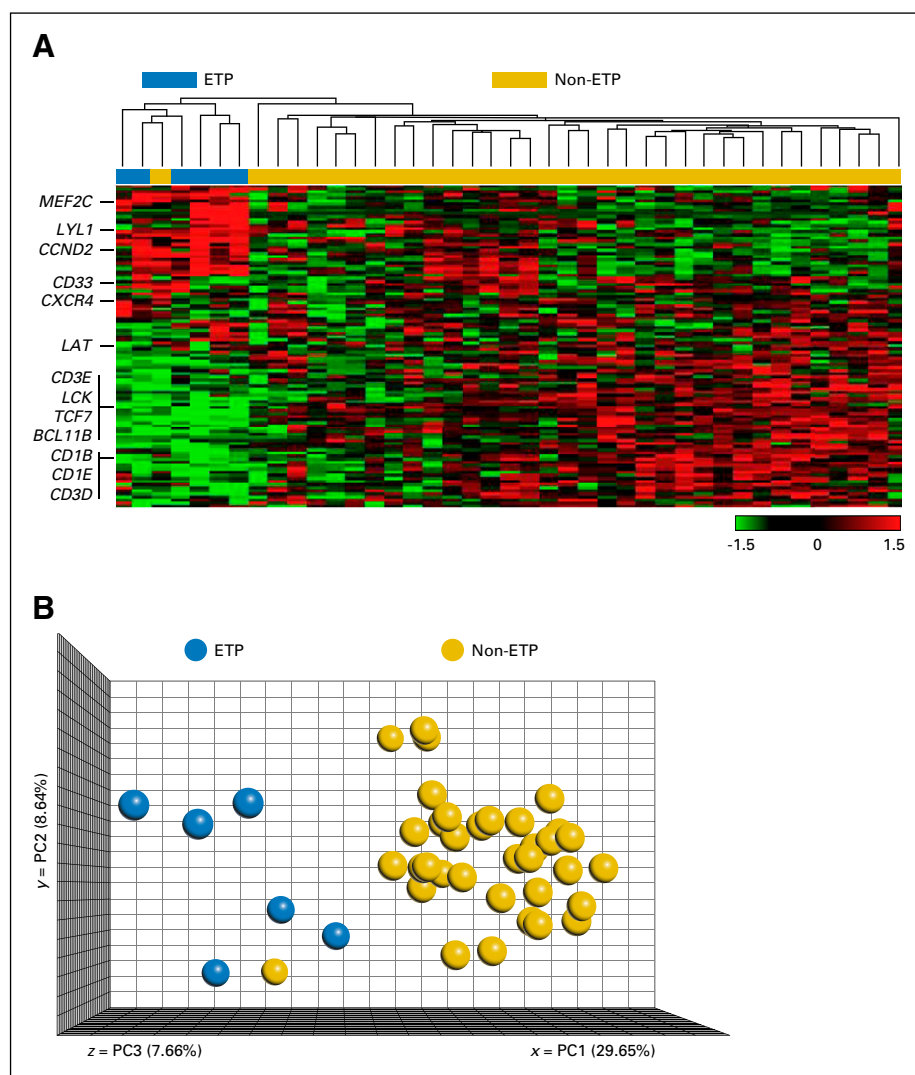 A
ETP Non-ETP
MEF2C
LYL1
CCND2
CD33
CXCR4
LAT
CD3E
LCK
TCF7
BCL11B
CD1B
CD1E
CD3D
-1.5 0 1.5
B
ETP Non-ETP
y = PC2 (8.64%)
z = PC3 (7.66%) x = PC1 (29.65%)